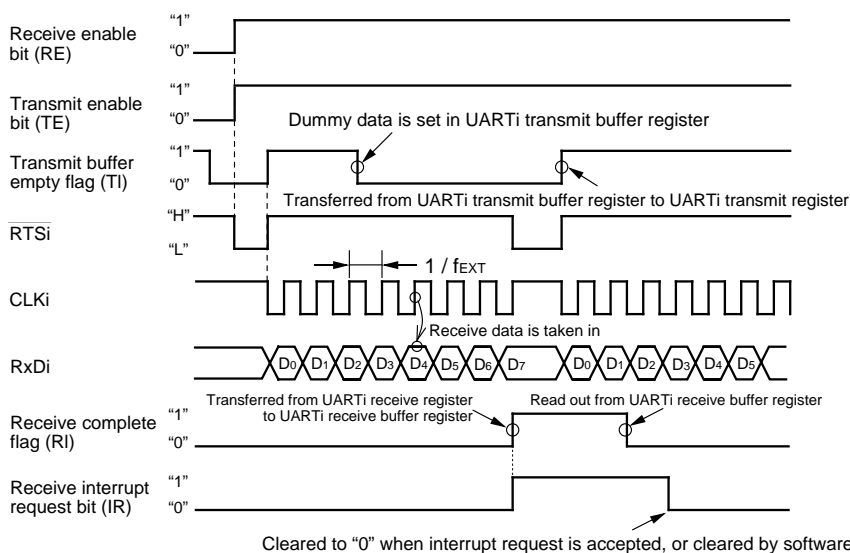 Receive enable
bit (RE)
“1”
“0”
Transmit enable
bit (TE)
“1”
“0”
Dummy data is set in UARTi transmit buffer register
Transmit buffer
empty flag (TI)
“1”
“0”
Transferred from UARTi transmit buffer register to UARTi transmit register
RTSi
“H”
“L”
1 / fEXT
CLKi
Receive data is taken in
RxDi
D0 D1 D2 D3 D4 D5 D6 D7 D0 D1 D2 D3 D4 D5
Transferred from UARTi receive register
to UARTi receive buffer register
Read out from UARTi receive buffer register
Receive complete
flag (RI)
“1”
“0”
Receive interrupt
request bit (IR)
“1”
“0”
Cleared to “0” when interrupt request is accepted, or cleared by software